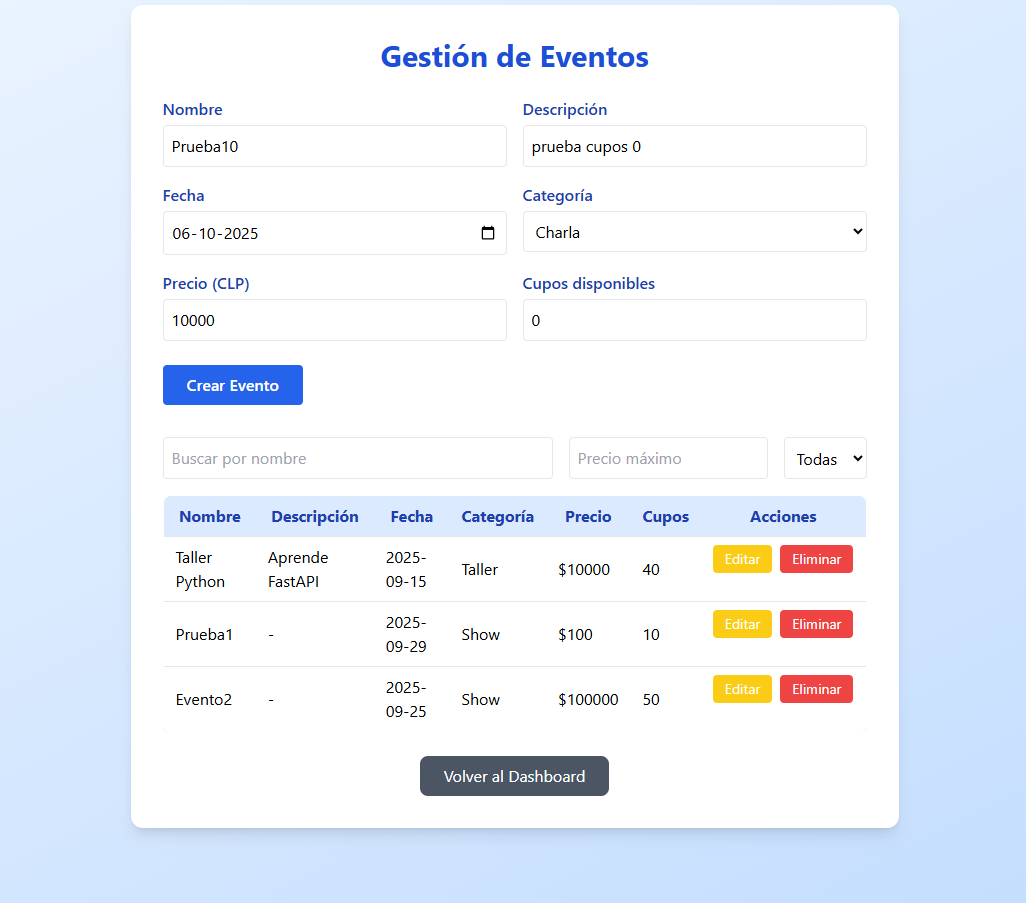 Gestión de Eventos
Nombre
Descripción
Prueba10
prueba cupos 0
Fecha
Categoría
06-10-2025
Charla
Precio (CLP)
Cupos disponibles
10000
0
Crear Evento
Buscar por nombre
Precio máximo
Todas
Nombre Descripción Fecha Categoría Precio Cupos Acciones
Taller Python Aprende FastAPI 2025-09-15 Taller $10000 40 Editar Eliminar
Prueba1 - 2025-09-29 Show $100 10 Editar Eliminar
Evento2 - 2025-09-25 Show $100000 50 Editar Eliminar
Volver al Dashboard